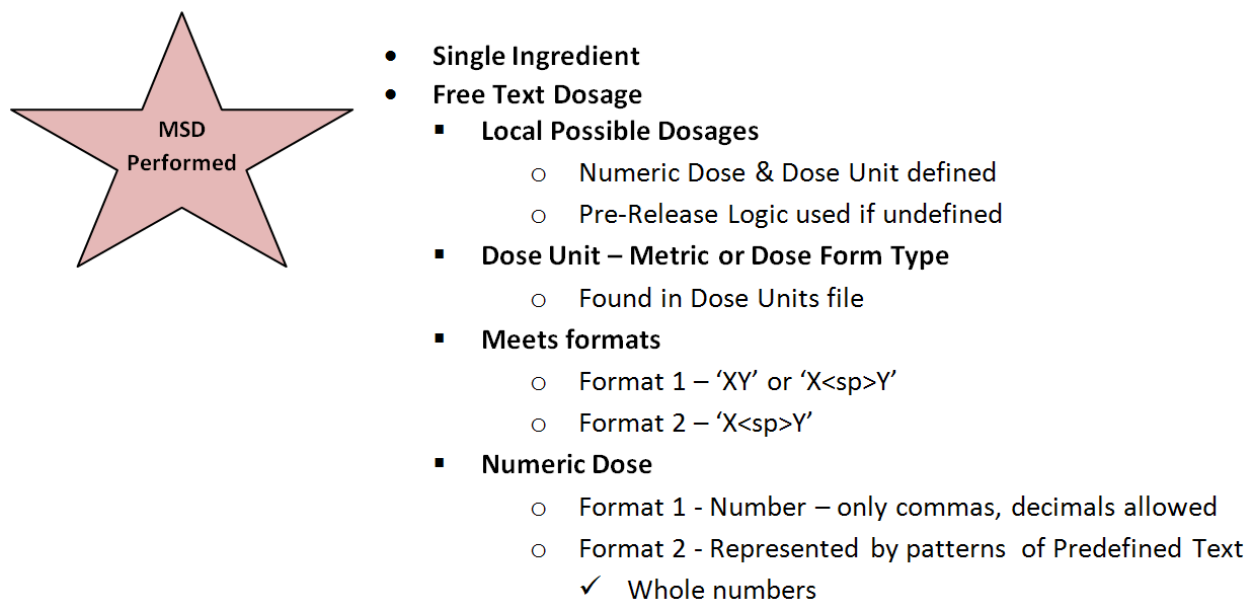 MSD
Performed
• Single Ingredient
• Free Text Dosage
▪ Local Possible Dosages
o Numeric Dose & Dose Unit defined
o Pre-Release Logic used if undefined
▪ Dose Unit – Metric or Dose Form Type
o Found in Dose Units file
▪ Meets formats
o Format 1 – ‘XY’ or ‘X<sp>Y’
o Format 2 – ‘X<sp>Y’
▪ Numeric Dose
o Format 1 - Number – only commas, decimals allowed
o Format 2 - Represented by patterns of Predefined Text
✓ Whole numbers